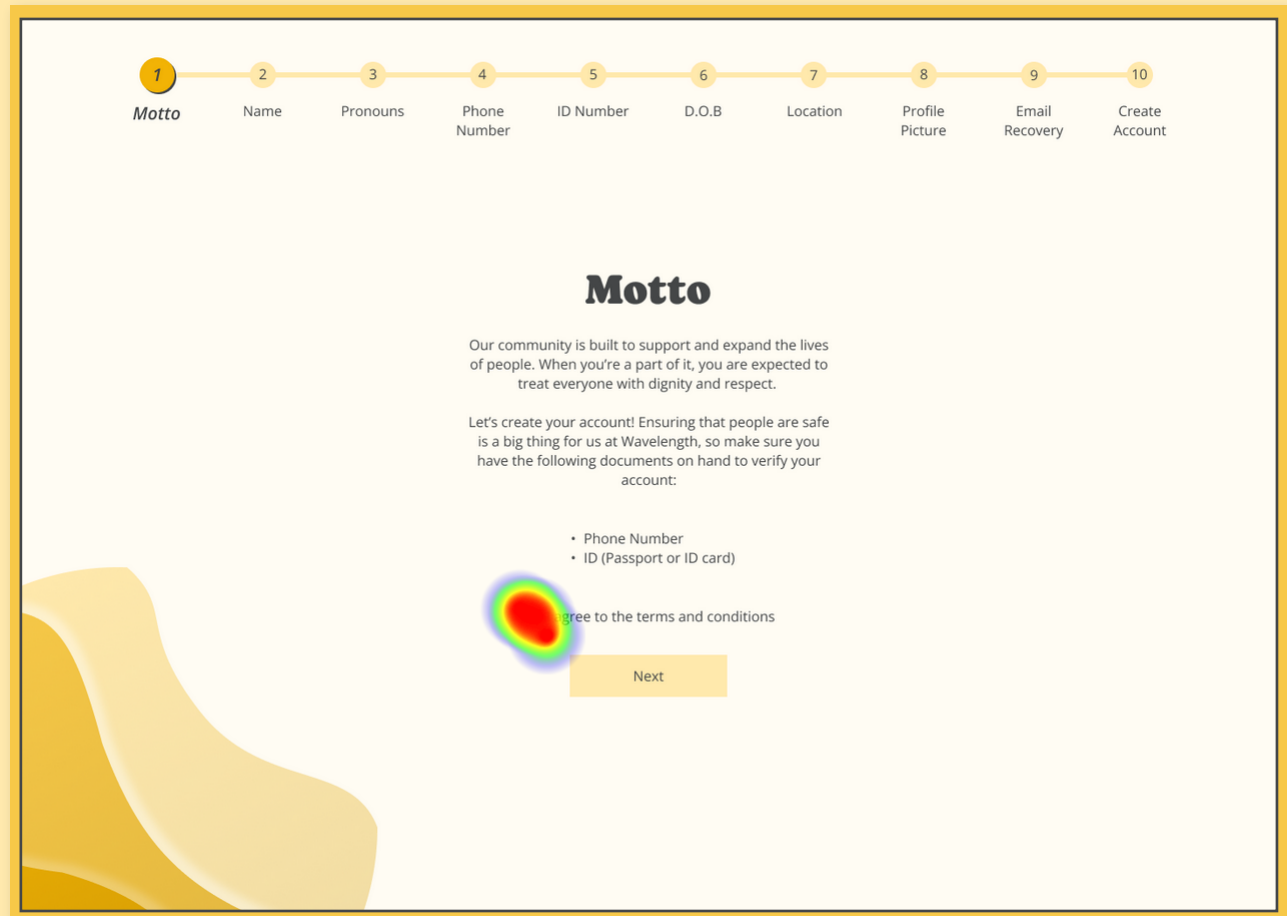 1 2 3 4 5 6 7 8 9 10
Motto Name Pronouns Phone Number ID Number D.O.B Location Profile Picture Email Recovery Create Account
Motto
Our community is built to support and expand the lives
of people. When you’re a part of it, you are expected to
treat everyone with dignity and respect.
Let’s create your account! Ensuring that people are safe
is a big thing for us at Wavelength, so make sure you
have the following documents on hand to verify your
account:
• Phone Number
• ID (Passport or ID card)
agree to the terms and conditions
Next